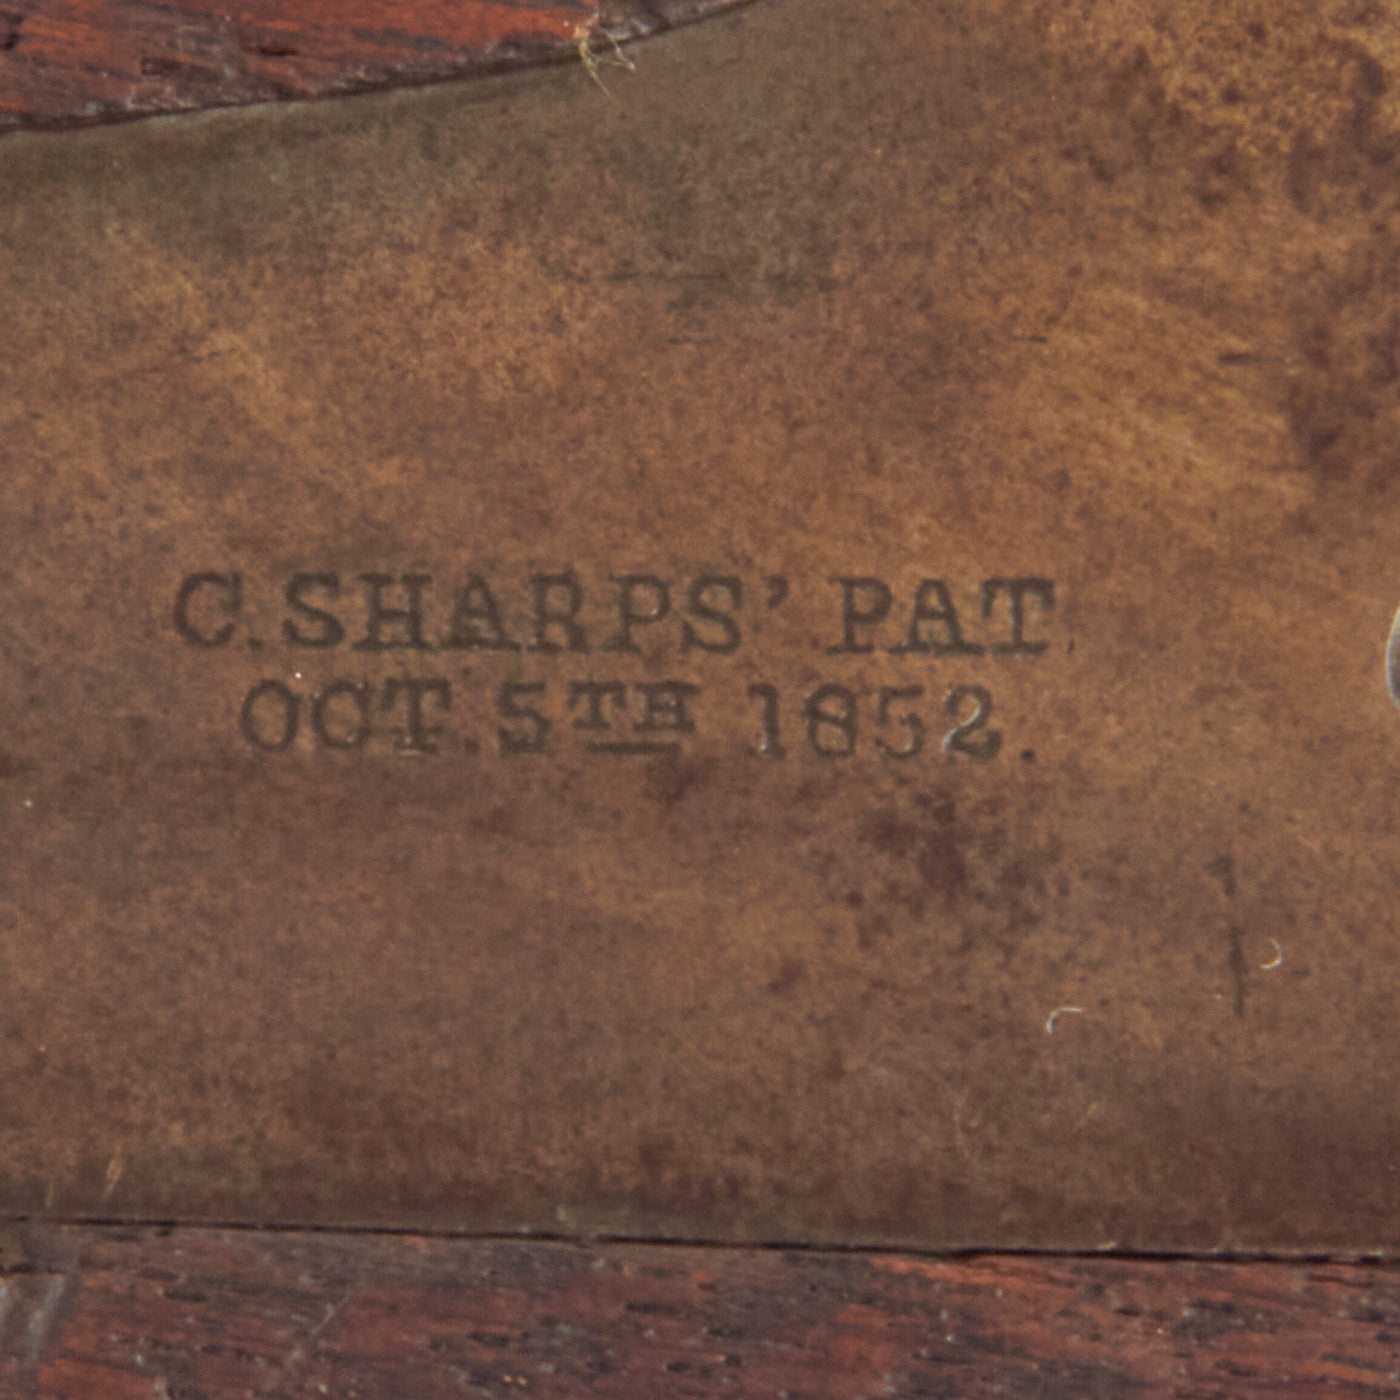 C.SHARPS' PAT.
OCT. 5TH 1852.